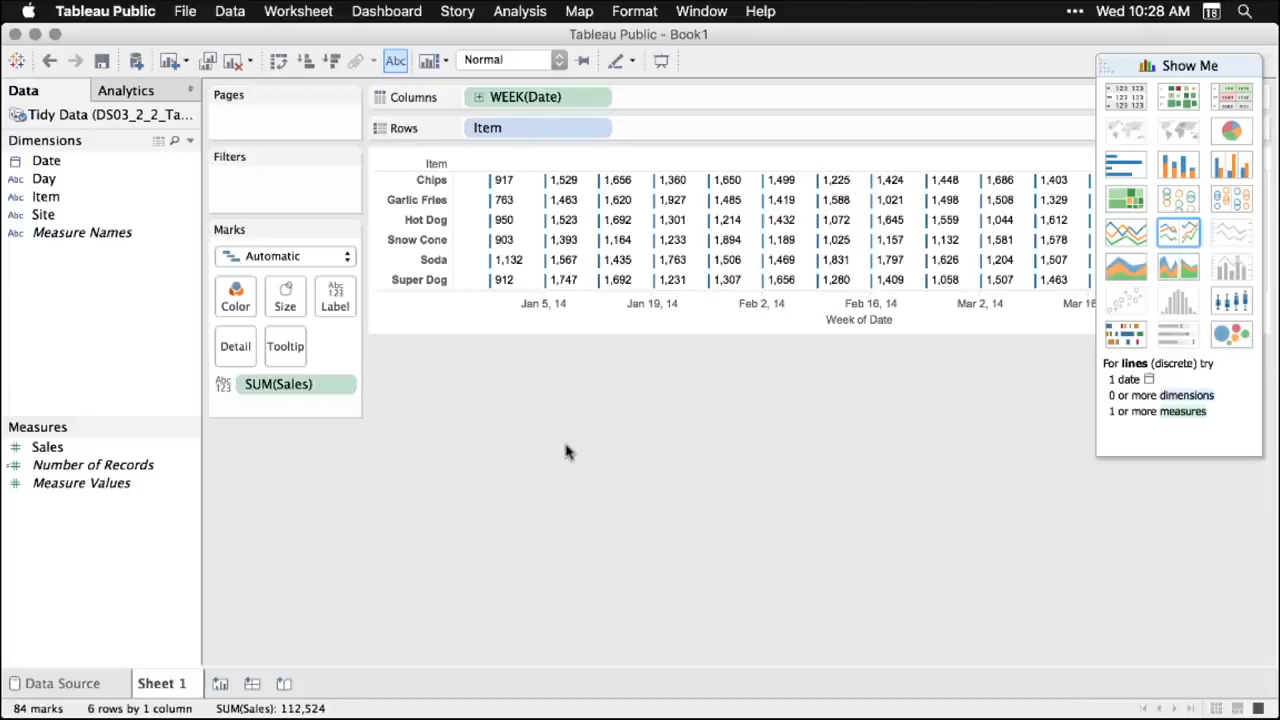 Tableau Public File Data Worksheet Dashboard Story Analysis Map Format Window Help ••• Wed 10:28 AM 18
Tableau Public - Book1
Abc Normal
Data Analytics
Tidy Data (DS03_2_2_Ta...
Dimensions
Date
Abc Day
Abc Item
Abc Site
Abc Measure Names
Measures
Sales
Number of Records
Measure Values
Pages
Filters
Marks
Automatic
Color Size Abc 123 Label
Detail Tooltip
Abc 123 SUM(Sales)
Columns WEEK(Date)
Rows Item
Item
Chips 917 1,529 1,656 1,360 1,650 1,499 1,225 1,424 1,448 1,686 1,403
Garlic Fries 763 1,463 1,620 1,927 1,485 1,419 1,588 1,021 1,498 1,508 1,329
Hot Dog 950 1,523 1,692 1,301 1,214 1,432 1,072 1,645 1,559 1,044 1,612
Snow Cone 903 1,393 1,164 1,233 1,894 1,189 1,025 1,157 1,132 1,581 1,578
Soda 1,132 1,567 1,435 1,763 1,506 1,469 1,831 1,797 1,626 1,204 1,507
Super Dog 912 1,747 1,692 1,231 1,307 1,656 1,280 1,409 1,058 1,507 1,463
Jan 5, 14 Jan 19, 14 Feb 2, 14 Feb 16, 14 Mar 2, 14 Mar 16
Week of Date
Show Me
For lines (discrete) try
1 date
0 or more dimensions
1 or more measures
Data Source Sheet 1
84 marks 6 rows by 1 column SUM(Sales): 112,524